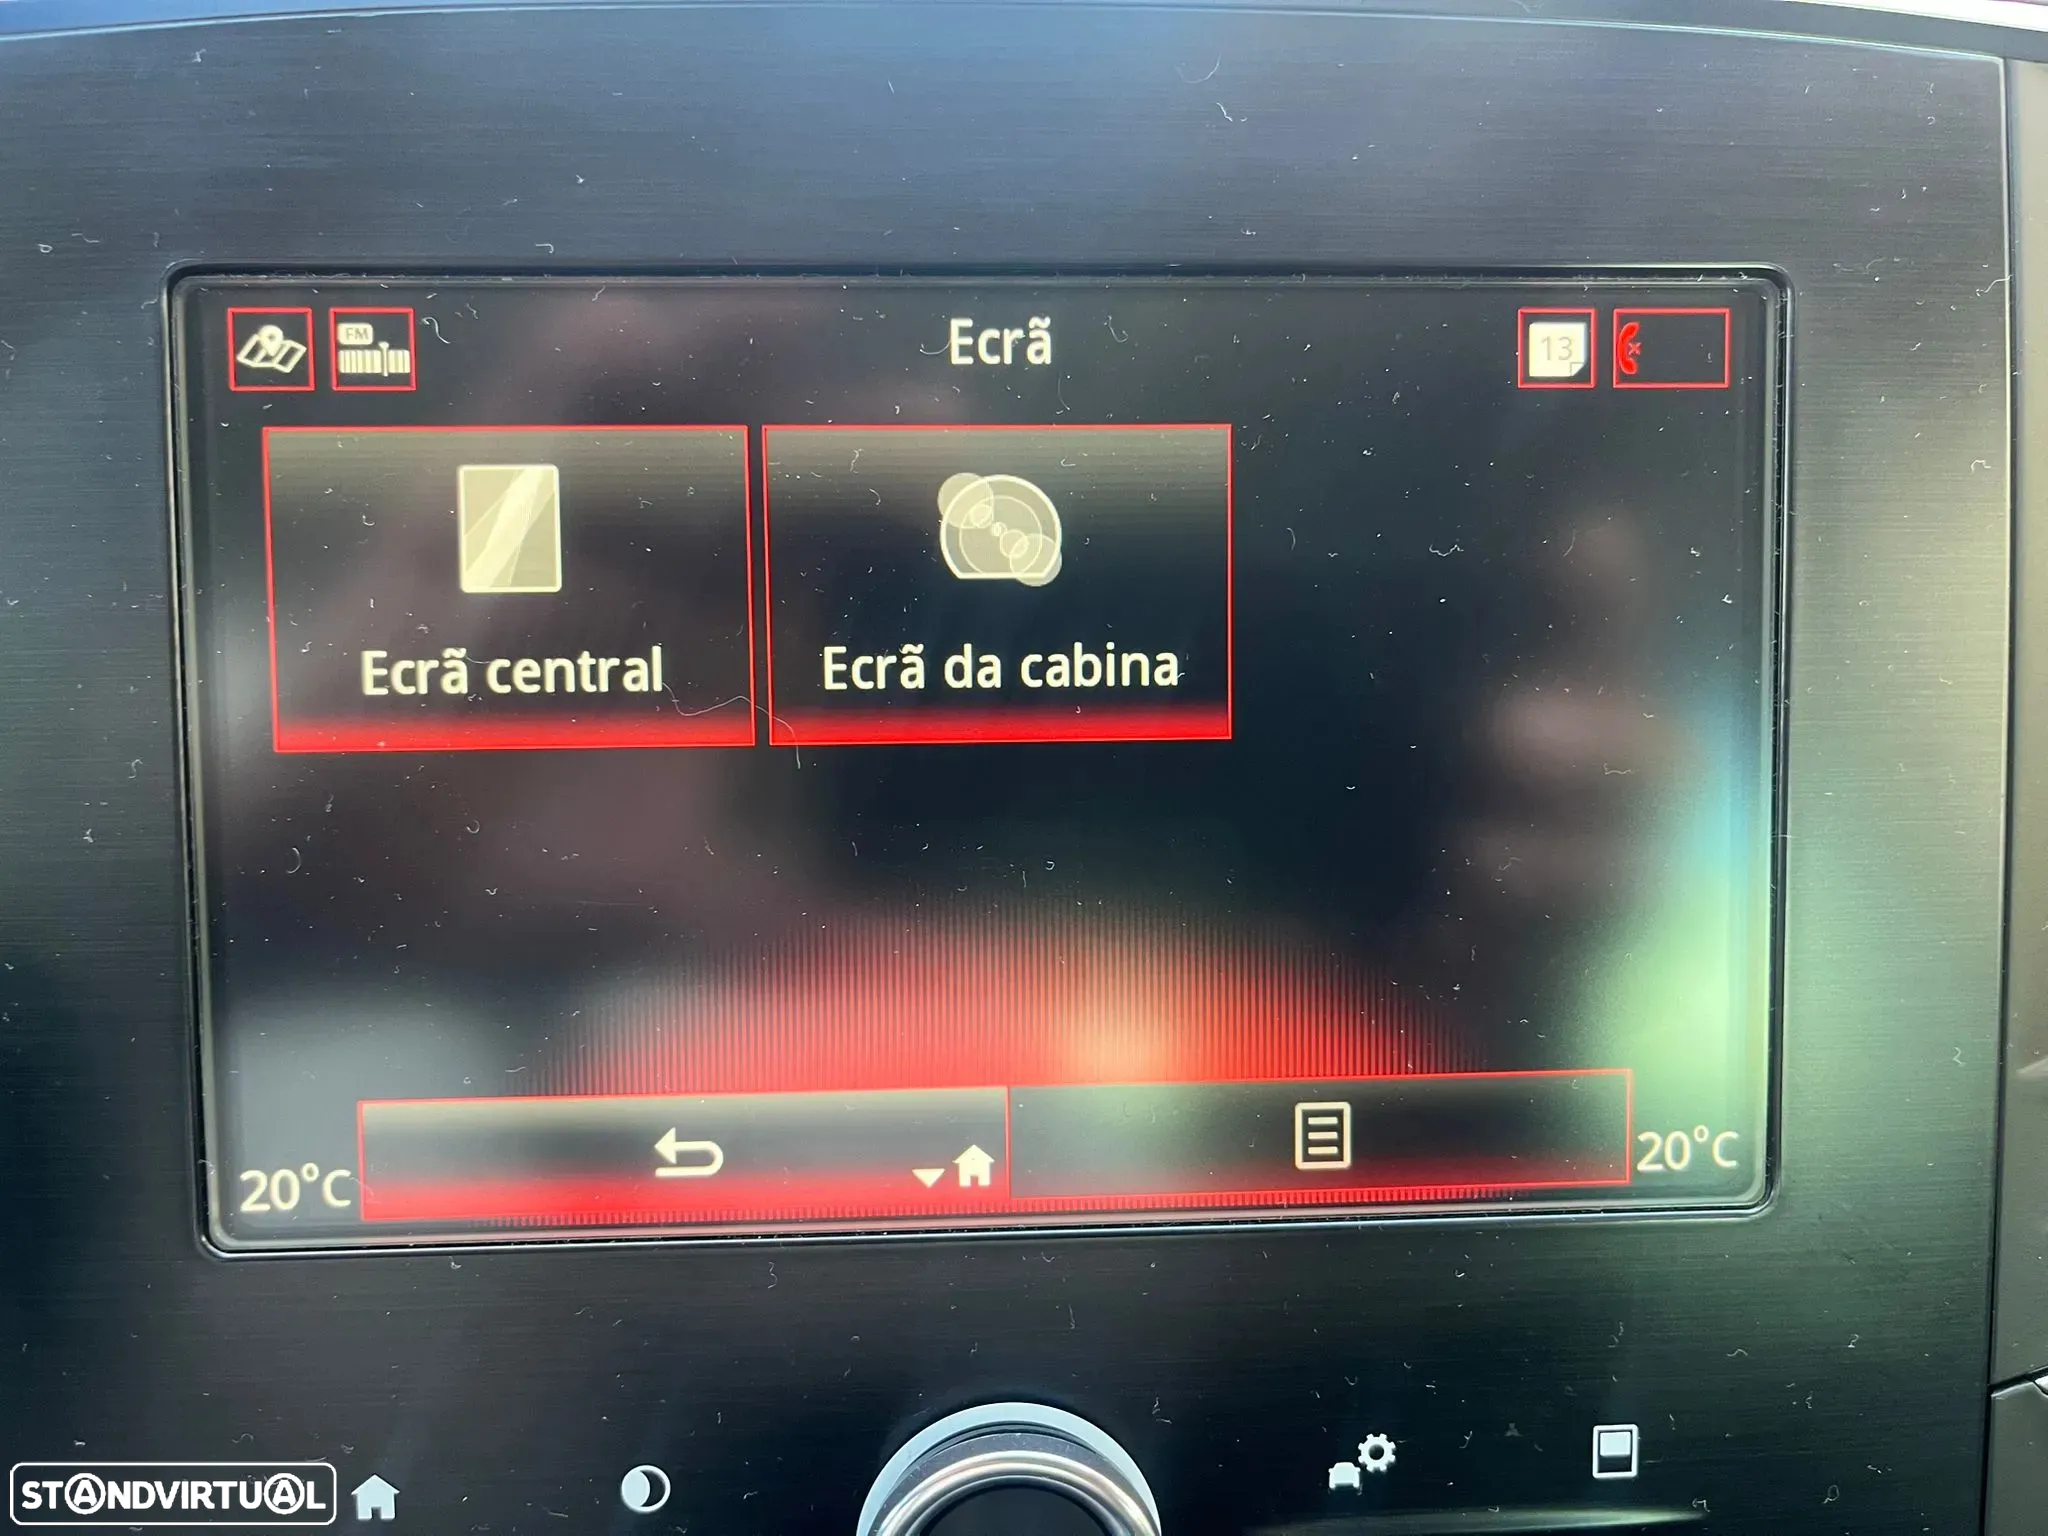 FM
Ecrã
13
Ecrã central
Ecrã da cabina
20°C
20°C
STANDVIRTUAL